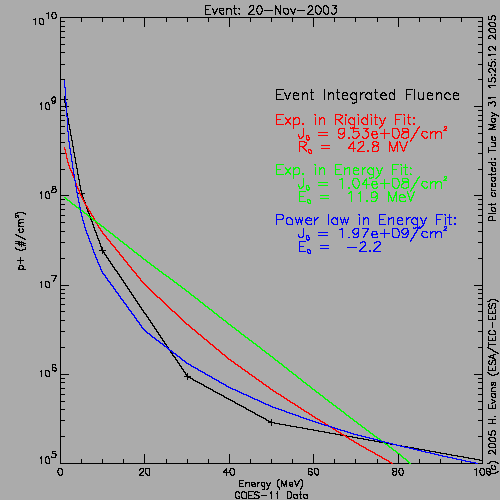 Event: 20-Nov-2003
10^10
10^9
10^8
10^7
10^6
10^5
p+ (#/cm²)
Event Integrated Fluence
Exp. in Rigidity Fit:
J₀ = 9.53e+08/cm²
R₀ = 42.8 MV
Exp. in Energy Fit:
J₀ = 1.04e+08/cm²
E₀ = 11.9 MeV
Power law in Energy Fit:
J₀ = 1.97e+09/cm²
E₀ = -2.2
0 20 40 60 80 100
Energy (MeV)
GOES-11 Data
Plot created: Tue May 31 15:25:12 2005
(c) 2005 H. Evans (ESA/TEC-EES)